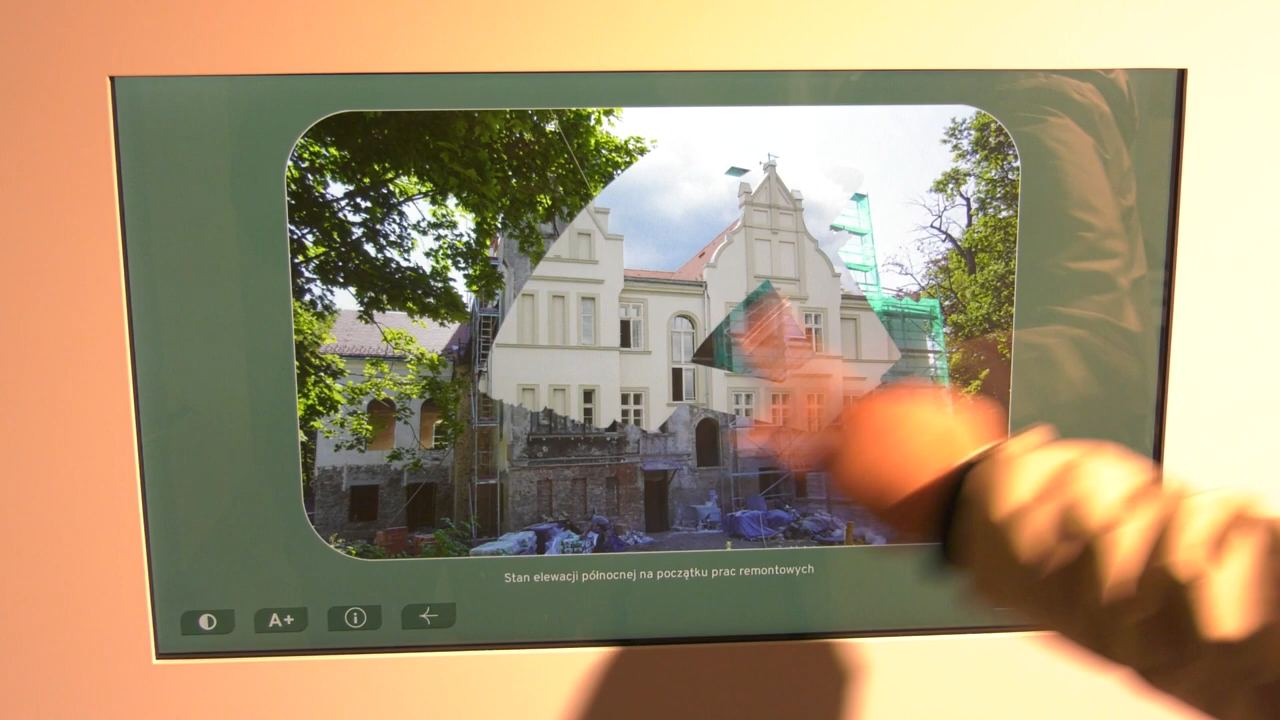 Stan elewacji północnej na początku prac remontowych
A+
i